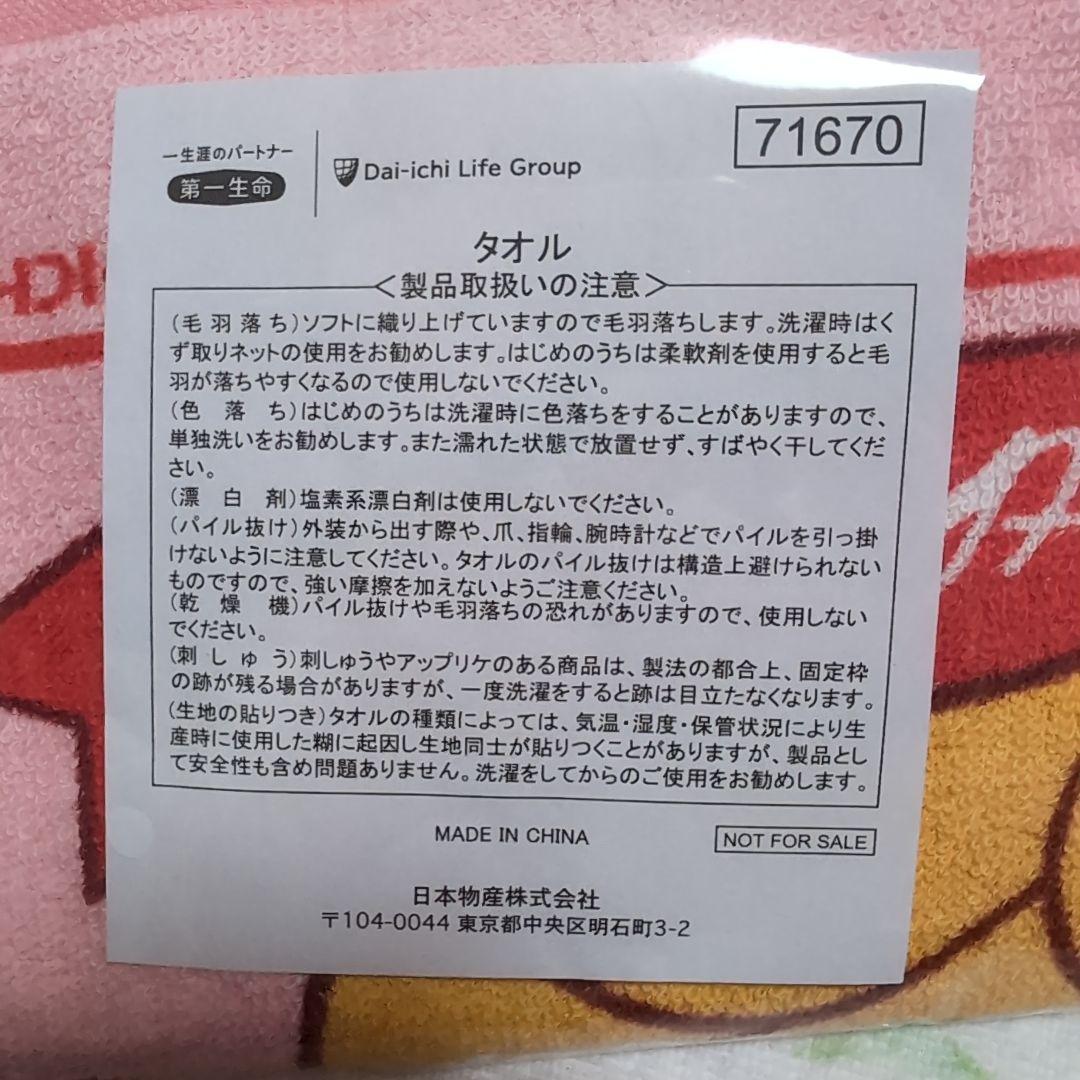 一生涯のパートナー
第一生命
Dai-ichi Life Group
71670
タオル
<製品取扱いの注意>
(毛羽落ち)ソフトに織り上げていますので毛羽落ちします。洗濯時はく
ず取りネットの使用をお勧めします。はじめのうちは柔軟剤を使用すると毛
羽が落ちやすくなるので使用しないでください。
(色落ち)はじめのうちは洗濯時に色落ちをすることがありますので、
単独洗いをお勧めします。また濡れた状態で放置せず、すばやく干してくだ
さい。
(漂白剤)塩素系漂白剤は使用しないでください。
(パイル抜け)外装から出す際や、爪、指輪、腕時計などでパイルを引っ掛
けないように注意してください。タオルのパイル抜けは構造上避けられない
ものですので、強い摩擦を加えないようご注意ください。
(乾燥機)パイル抜けや毛羽落ちの恐れがありますので、使用しない
でください。
(刺しゅう)刺しゅうやアップリケのある商品は、製法の都合上、固定枠
の跡が残る場合がありますが、一度洗濯をすると跡は目立たなくなります。
(生地の貼りつき)タオルの種類によっては、気温・湿度・保管状況により生
産時に使用した糊に起因し生地同士が貼りつくことがありますが、製品とし
て安全性も含め問題ありません。洗濯をしてからのご使用をお勧めします。
MADE IN CHINA
NOT FOR SALE
日本物産株式会社
〒104-0044 東京都中央区明石町3-2